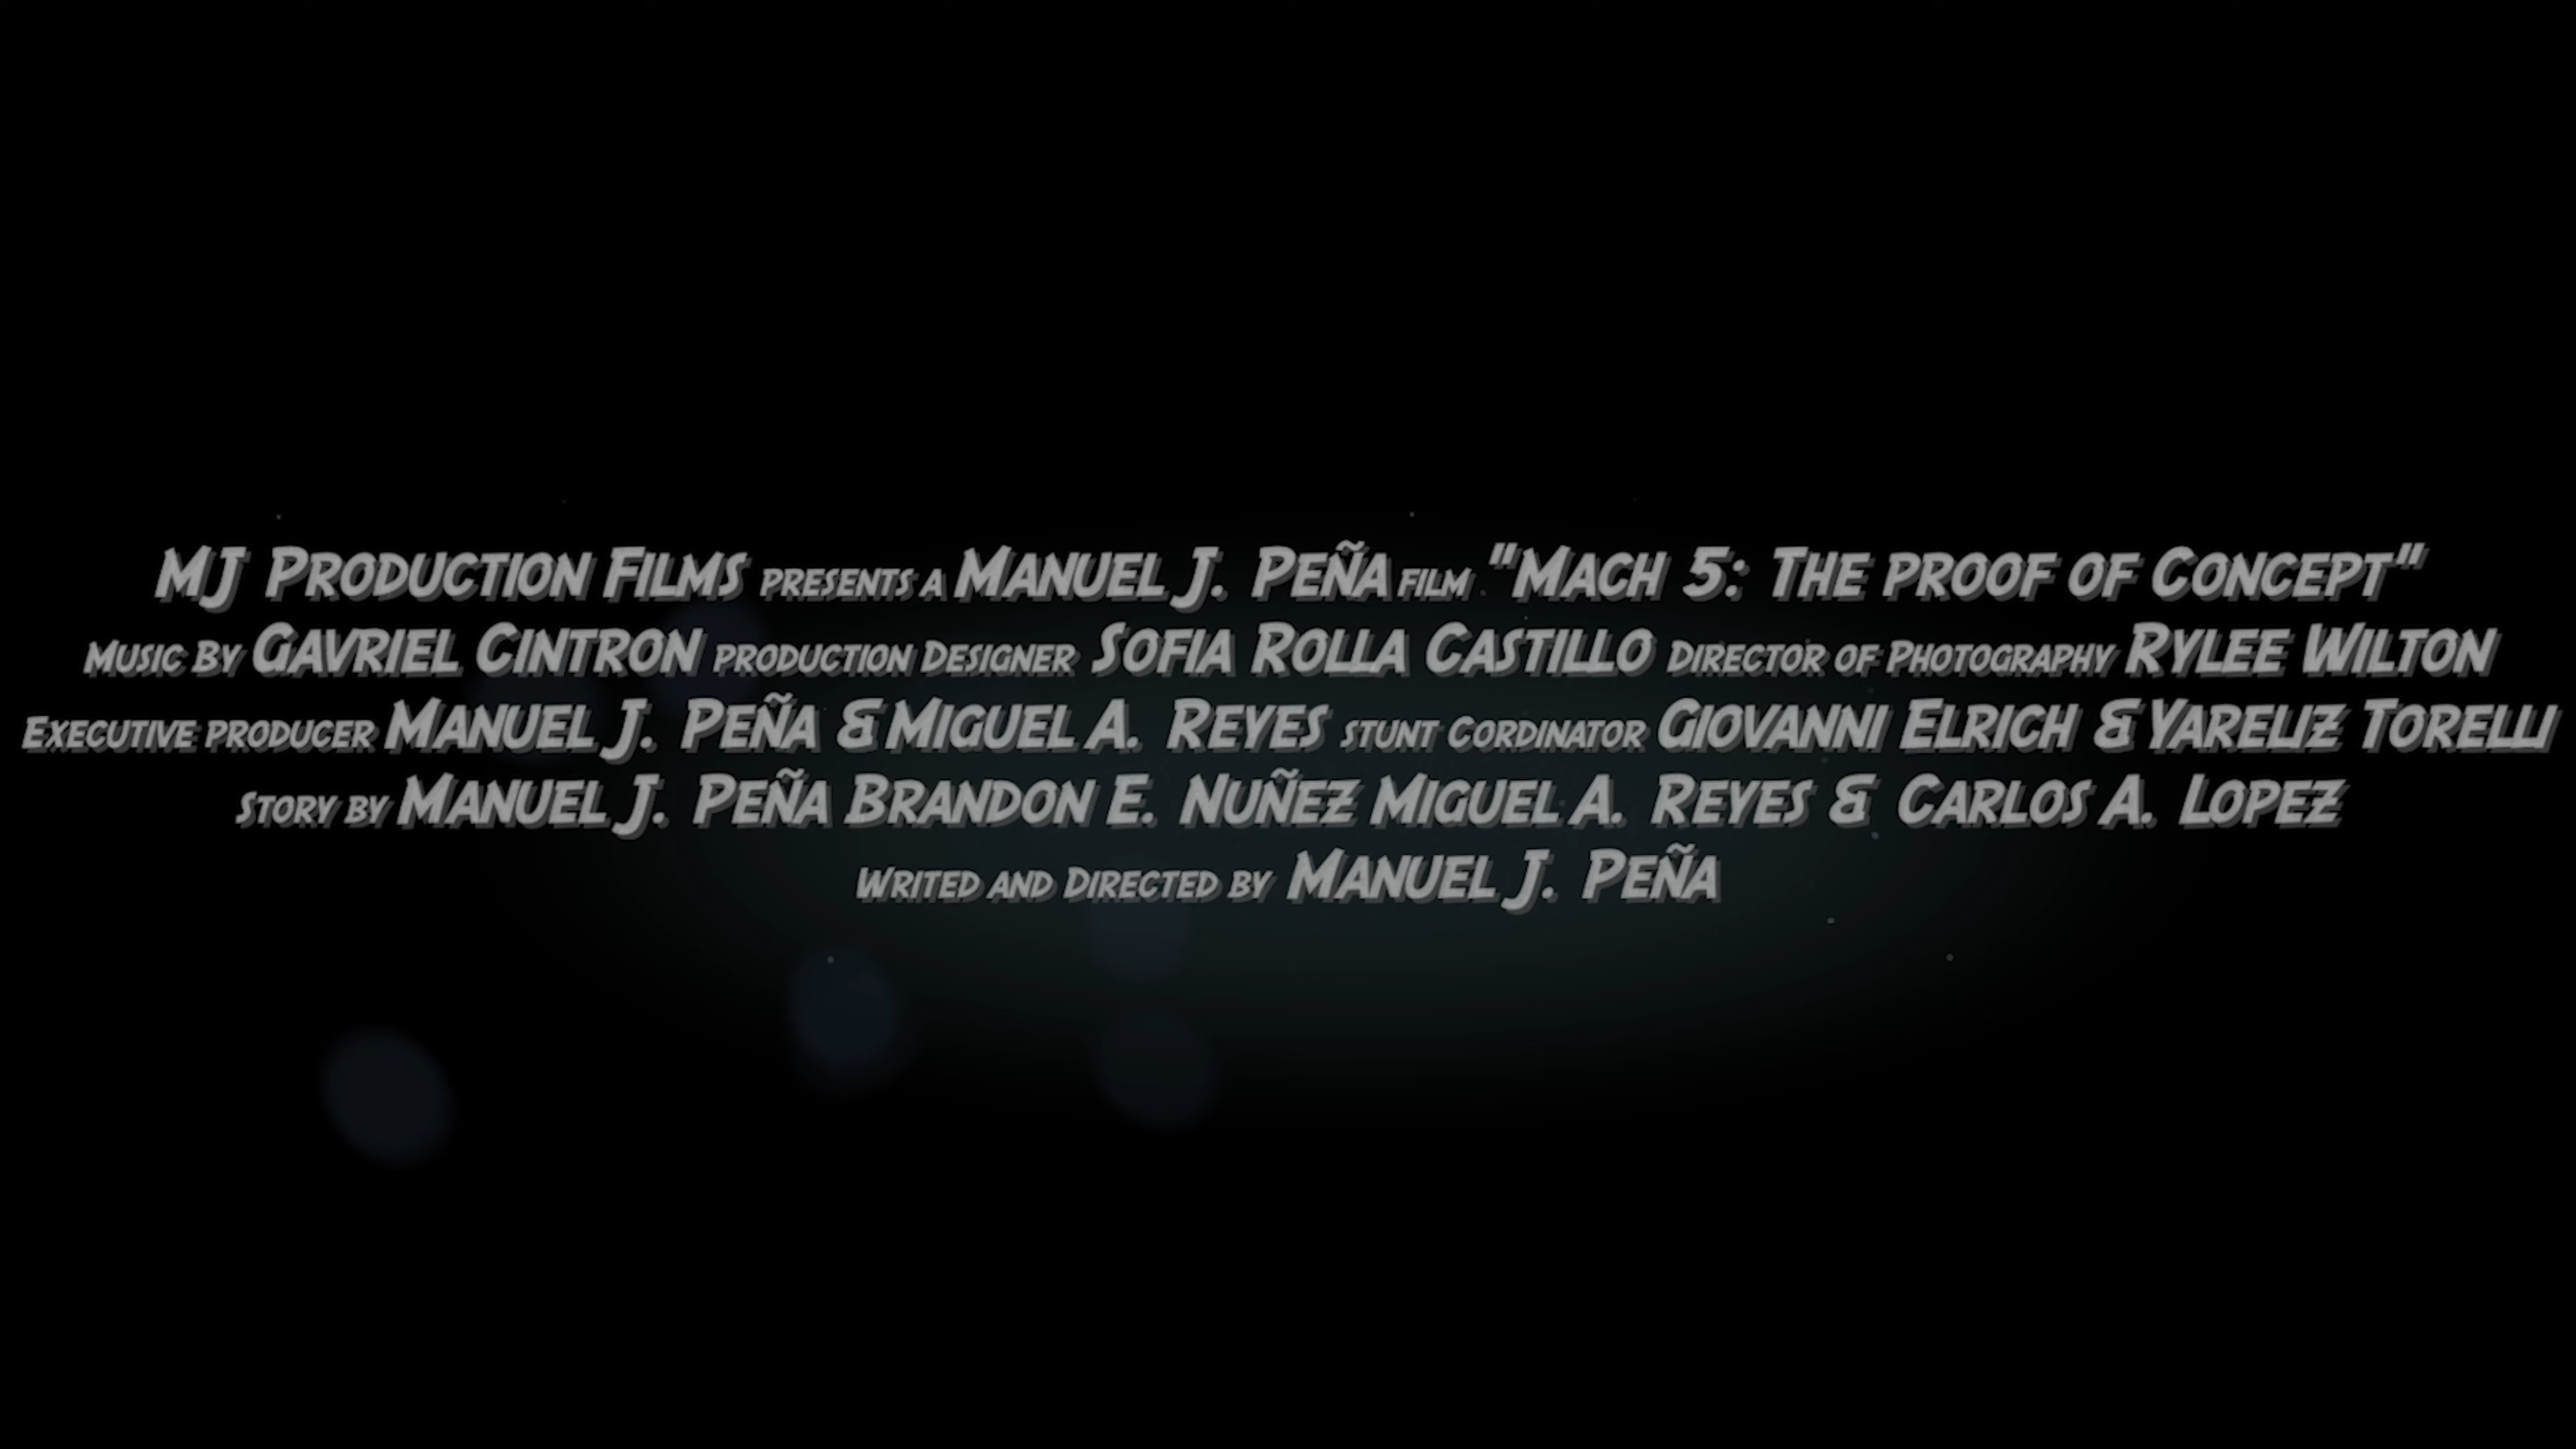 MJ Production Films presents a Manuel J. Peña film "Mach 5: The proof of Concept"
Music By Gavriel Cintron production Designer Sofia Rolla Castillo Director of Photography Rylee Wilton
Executive producer Manuel J. Peña & Miguel A. Reyes stunt Cordinator Giovanni Elrich & Yareliz Torelli
Story by Manuel J. Peña Brandon E. Nuñez Miguel A. Reyes & Carlos A. Lopez
Writed and Directed by Manuel J. Peña